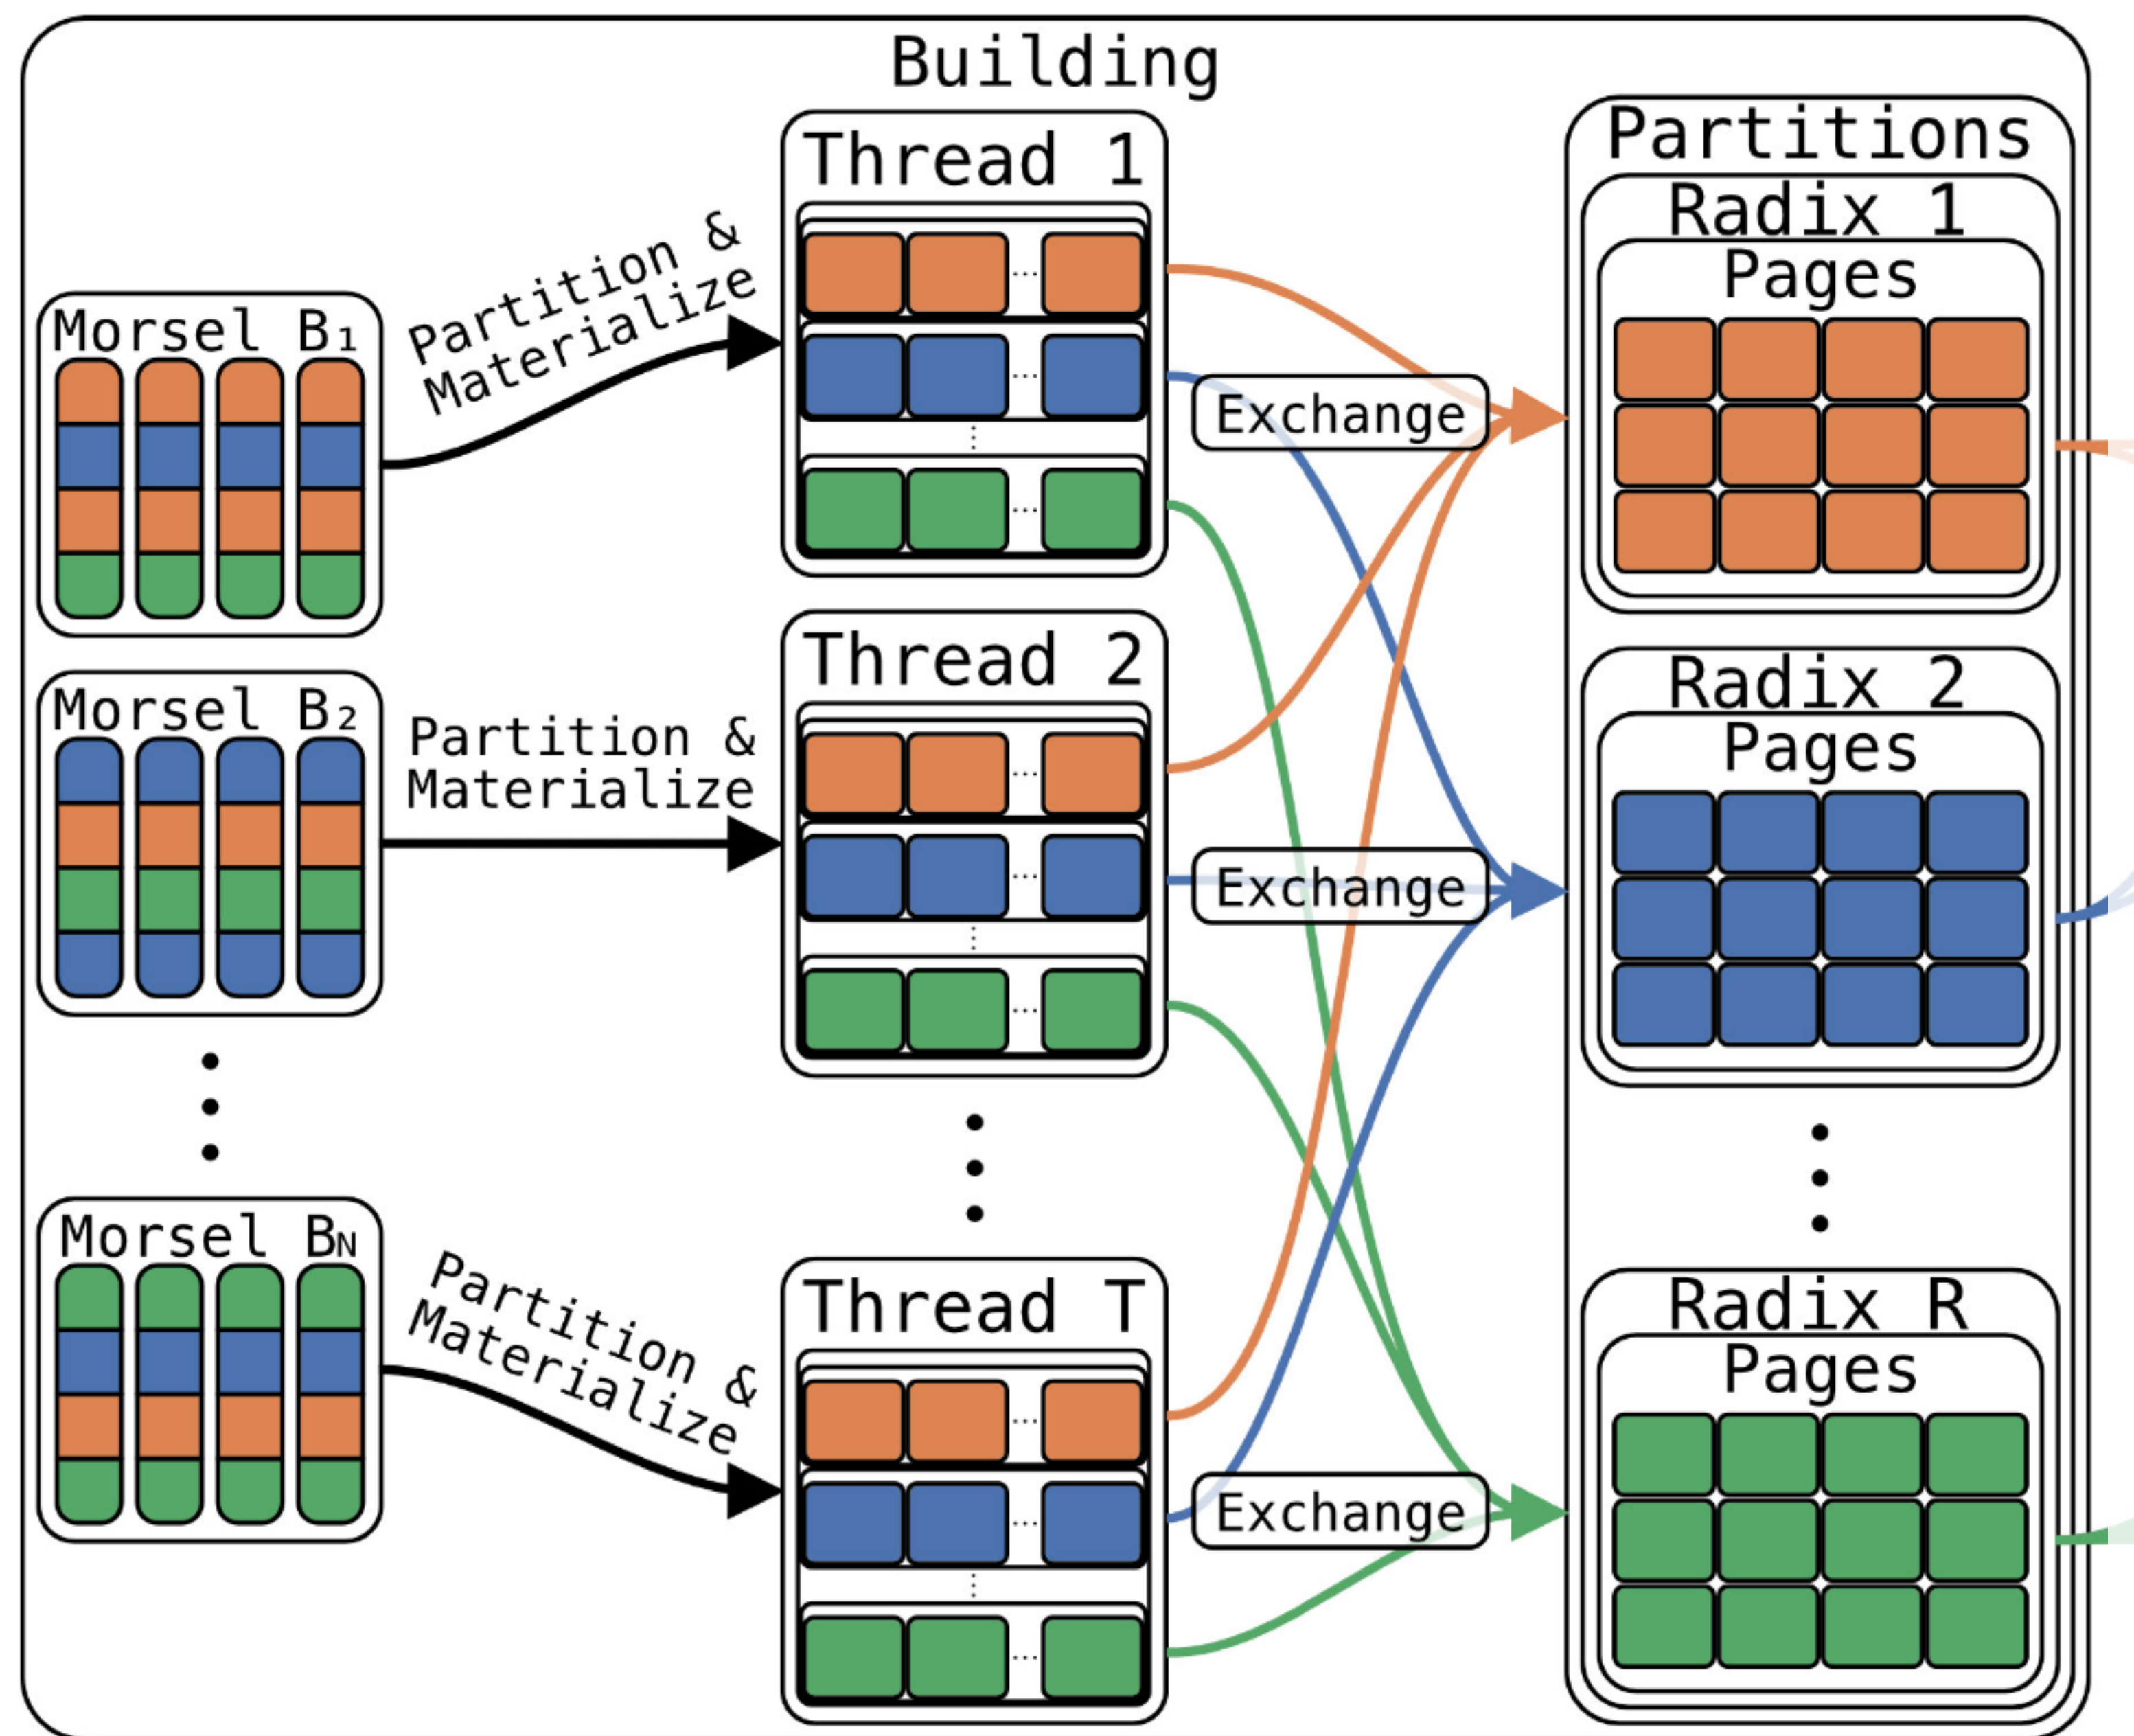 Building
Morsel B₁
Partition &
Materialize
Morsel B₂
Partition &
Materialize
Morsel Bɴ
Partition &
Materialize
Thread 1
...
...
...
Thread 2
...
...
...
Thread T
...
...
...
Exchange
Exchange
Exchange
Partitions
Radix 1
Pages
Radix 2
Pages
Radix R
Pages